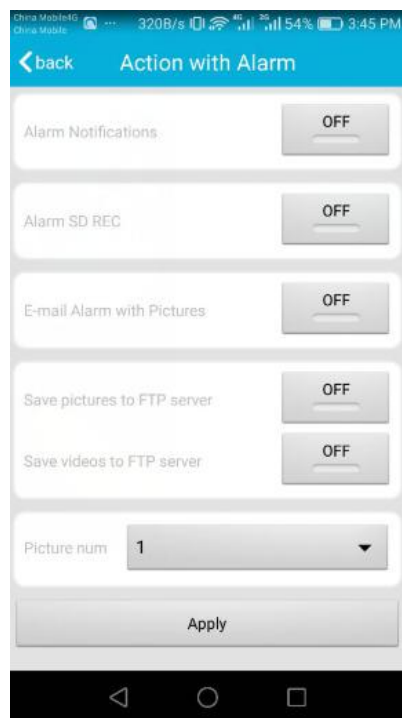 China Mobile4G
China Mobile
... 320B/s 4G 2G 54% 3:45 PM
back Action with Alarm
Alarm Notifications OFF
Alarm SD REC OFF
E-mail Alarm with Pictures OFF
Save pictures to FTP server OFF
Save videos to FTP server OFF
Picture num 1
Apply